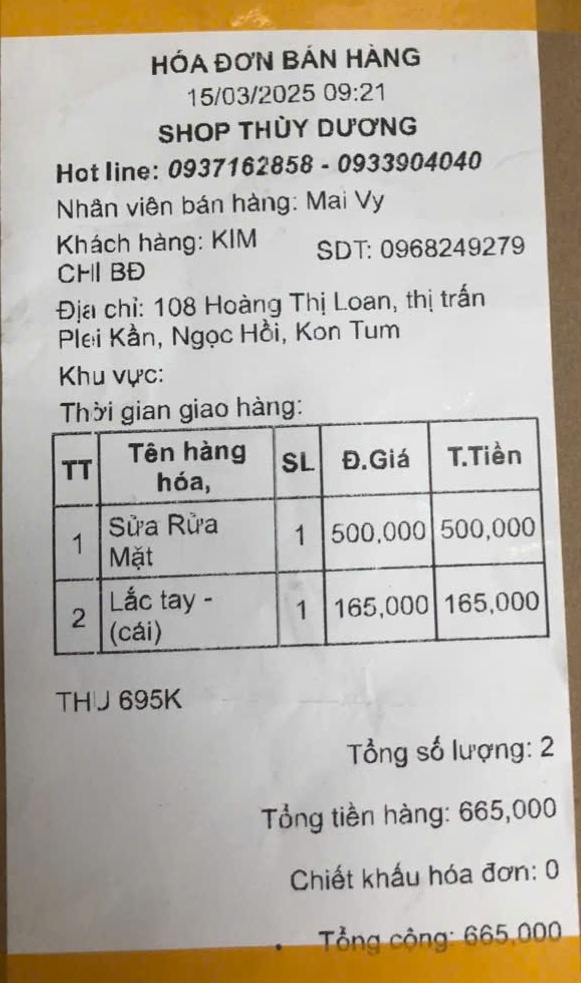 HÓA ĐƠN BÁN HÀNG
15/03/2025 09:21
SHOP THÙY DƯƠNG
Hot line: 0937162858 - 0933904040
Nhân viên bán hàng: Mai Vy
Khách hàng: KIM CHI BĐ
SDT: 0968249279
Địa chỉ: 108 Hoàng Thị Loan, thị trấn
Plei Kần, Ngọc Hồi, Kon Tum
Khu vực:
Thời gian giao hàng:
TT Tên hàng hóa, SL Đ.Giá T.Tiền
1 Sữa Rửa Mặt 1 500,000 500,000
2 Lắc tay - (cái) 1 165,000 165,000
THU 695K
Tổng số lượng: 2
Tổng tiền hàng: 665,000
Chiết khấu hóa đơn: 0
Tổng cộng: 665,000